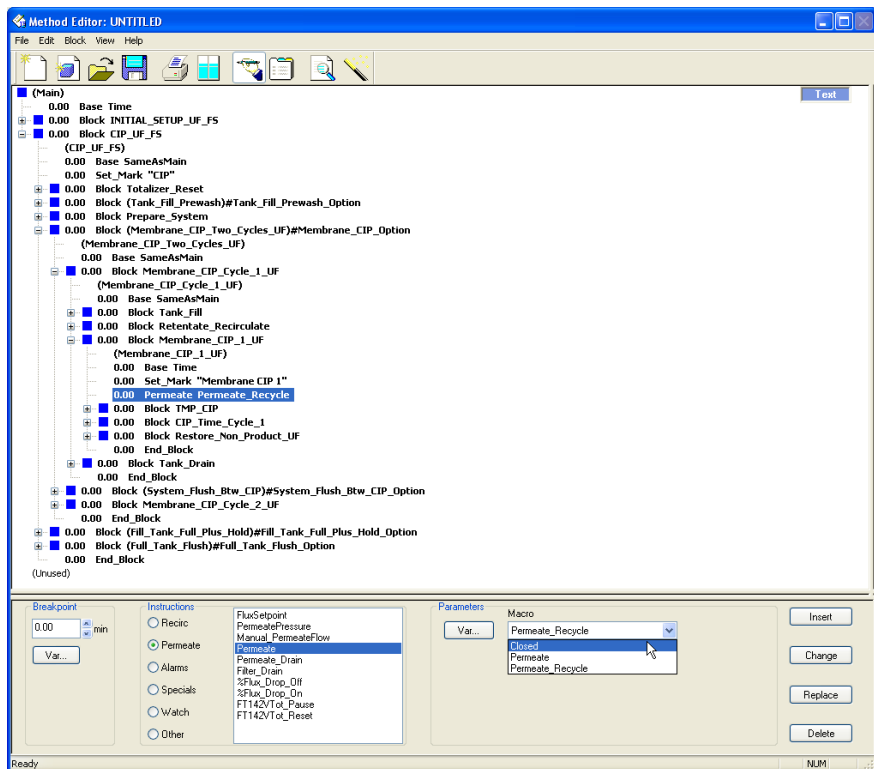 Method Editor: UNTITLED
File Edit Block View Help
(Main)
Text
0.00 Base Time
0.00 Block INITIAL_SETUP_UF_FS
0.00 Block CIP_UF_FS
(CIP_UF_FS)
0.00 Base SameAsMain
0.00 Set_Mark "CIP"
0.00 Block Totalizer_Reset
0.00 Block (Tank_Fill_Prewash)#Tank_Fill_Prewash_Option
0.00 Block Prepare_System
0.00 Block (Membrane_CIP_Two_Cycles_UF)#Membrane_CIP_Option
(Membrane_CIP_Two_Cycles_UF)
0.00 Base SameAsMain
0.00 Block Membrane_CIP_Cycle_1_UF
(Membrane_CIP_Cycle_1_UF)
0.00 Base SameAsMain
0.00 Block Tank_Fill
0.00 Block Retentate_Recirculate
0.00 Block Membrane_CIP_1_UF
(Membrane_CIP_1_UF)
0.00 Base Time
0.00 Set_Mark "Membrane CIP 1"
0.00 Permeate Permeate_Recycle
0.00 Block TMP_CIP
0.00 Block CIP_Time_Cycle_1
0.00 Block Restore_Non_Product_UF
0.00 End_Block
0.00 Block Tank_Drain
0.00 End_Block
0.00 Block (System_Flush_Btw_CIP)#System_Flush_Btw_CIP_Option
0.00 Block Membrane_CIP_Cycle_2_UF
0.00 End_Block
0.00 Block (Fill_Tank_Full_Plus_Hold)#Fill_Tank_Full_Plus_Hold_Option
0.00 Block (Full_Tank_Flush)#Full_Tank_Flush_Option
0.00 End_Block
(Unused)
Breakpoint
0.00 min
Var...
Instructions
Recirc
Permeate
Alarms
Specials
Watch
Other
FluxSetpoint
PermeatePressure
Manual_PermeateFlow
Permeate
Permeate_Drain
Filter_Drain
%Flux_Drop_Off
%Flux_Drop_On
FT142VTot_Pause
FT142VTot_Reset
Parameters
Macro
Var...
Permeate_Recycle
Closed
Permeate
Permeate_Recycle
Insert
Change
Replace
Delete
Ready
NUM